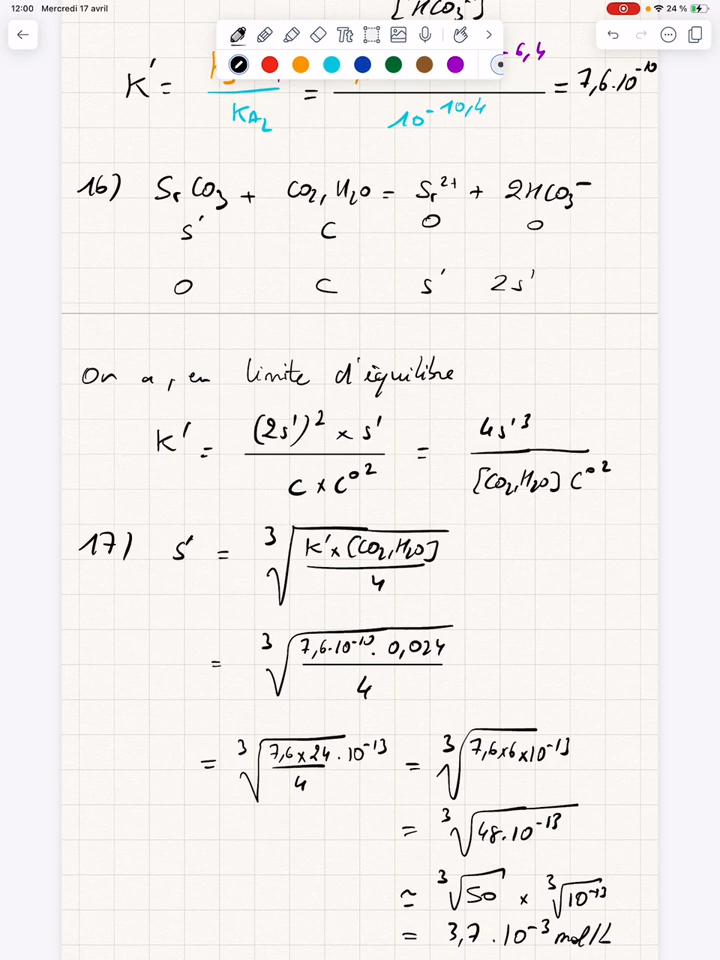 12:00 Mercredi 17 avril 24 %
[HCO₃⁻]
K' = / K_A₂ = 6,4 / 10⁻¹⁰,⁴ = 7,6.10⁻¹⁰
16) SrCO₃ + CO₂,H₂O = Sr²⁺ + 2HCO₃⁻
s' C 0 0
0 C s' 2s'
On a, en limite d'équilibre
K' = (2s')² × s' / C × C°² = 4s'³ / [CO₂,H₂O] C°²
17) s' = ³√(K' × [CO₂,H₂O] / 4)
= ³√(7,6.10⁻¹⁰. 0,024 / 4)
= ³√(7,6×24 . 10⁻¹³ / 4) = ³√(7,6×6×10⁻¹³)
= ³√(48.10⁻¹³)
≃ ³√50 × ³√10⁻¹³
= 3,7 . 10⁻³ mol/L